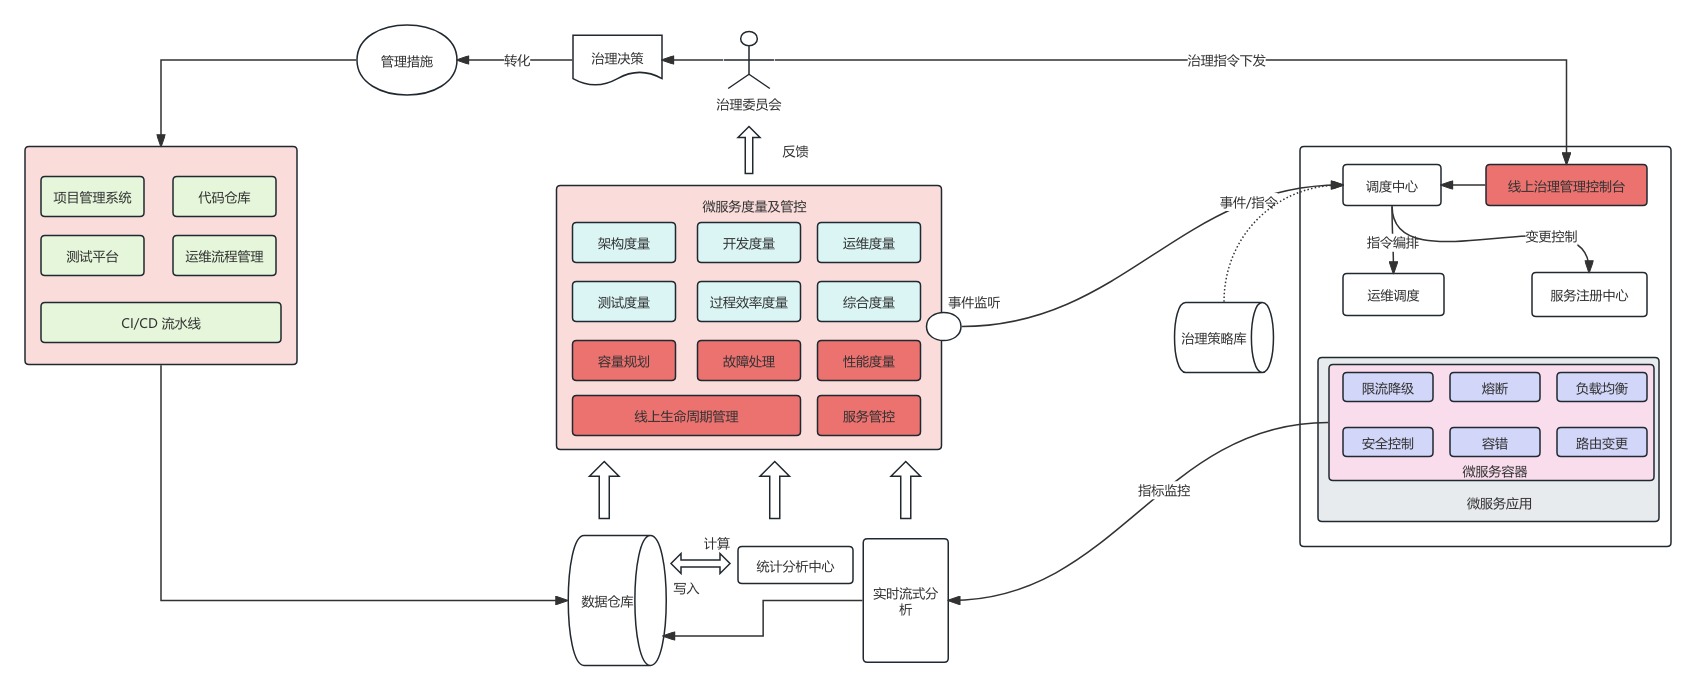 管理措施
转化
治理决策
治理委员会
治理指令下发
反馈
项目管理系统
代码仓库
测试平台
运维流程管理
CI/CD 流水线
微服务度量及管控
架构度量
开发度量
运维度量
测试度量
过程效率度量
综合度量
容量规划
故障处理
性能度量
线上生命周期管理
服务管控
事件监听
事件/指令
治理策略库
调度中心
线上治理管理控制台
指令编排
变更控制
运维调度
服务注册中心
限流降级
熔断
负载均衡
安全控制
容错
路由变更
微服务容器
微服务应用
指标监控
数据仓库
计算
写入
统计分析中心
实时流式分
析